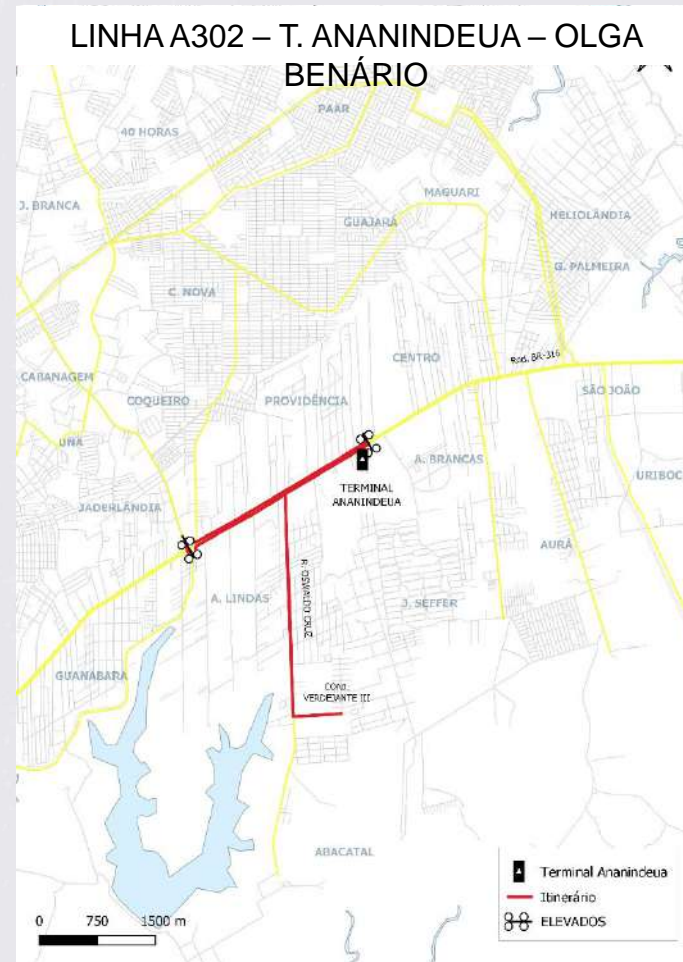 LINHA A302 – T. ANANINDEUA – OLGA
BENÁRIO
PAAR
40 HORAS
MAGUARI
J. BRANCA
HELIOLÂNDIA
GUAJARÁ
G. PALMEIRA
C. NOVA
CENTRO
Rod. BR-316
CABANAGEM
SÃO JOÃO
COQUEIRO
PROVIDÊNCIA
UNA
A. BRANCAS
URIBOC
TERMINAL
ANANINDEUA
JADERLÂNDIA
AURÁ
R. OSWALDO CRUZ
A. LINDAS
J. SEFFER
GUANABARA
COND.
VERDEJANTE III
ABACATAL
Terminal Ananindeua
Itinerário
ELEVADOS
0 750 1500 m